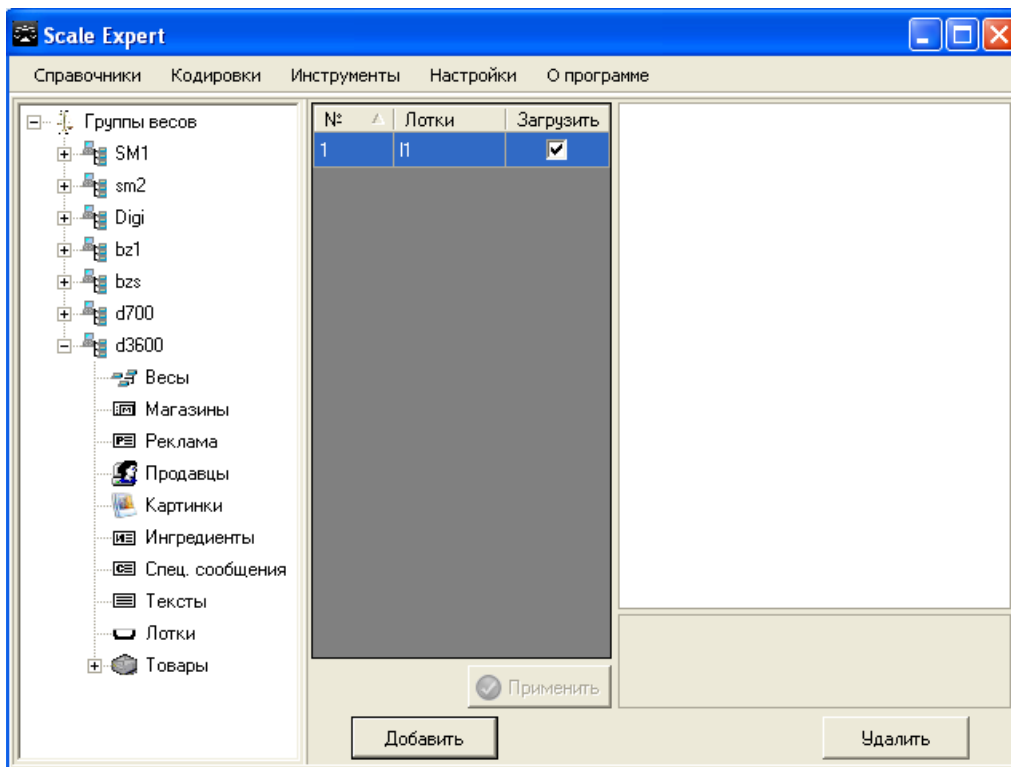 Scale Expert
Справочники Кодировки Инструменты Настройки О программе
Группы весов
SM1
sm2
Digi
bz1
bzs
d700
d3600
Весы
Магазины
Реклама
Продавцы
Картинки
Ингредиенты
Спец. сообщения
Тексты
Лотки
Товары
№ Лотки Загрузить
1 l1
Применить
Добавить
Удалить